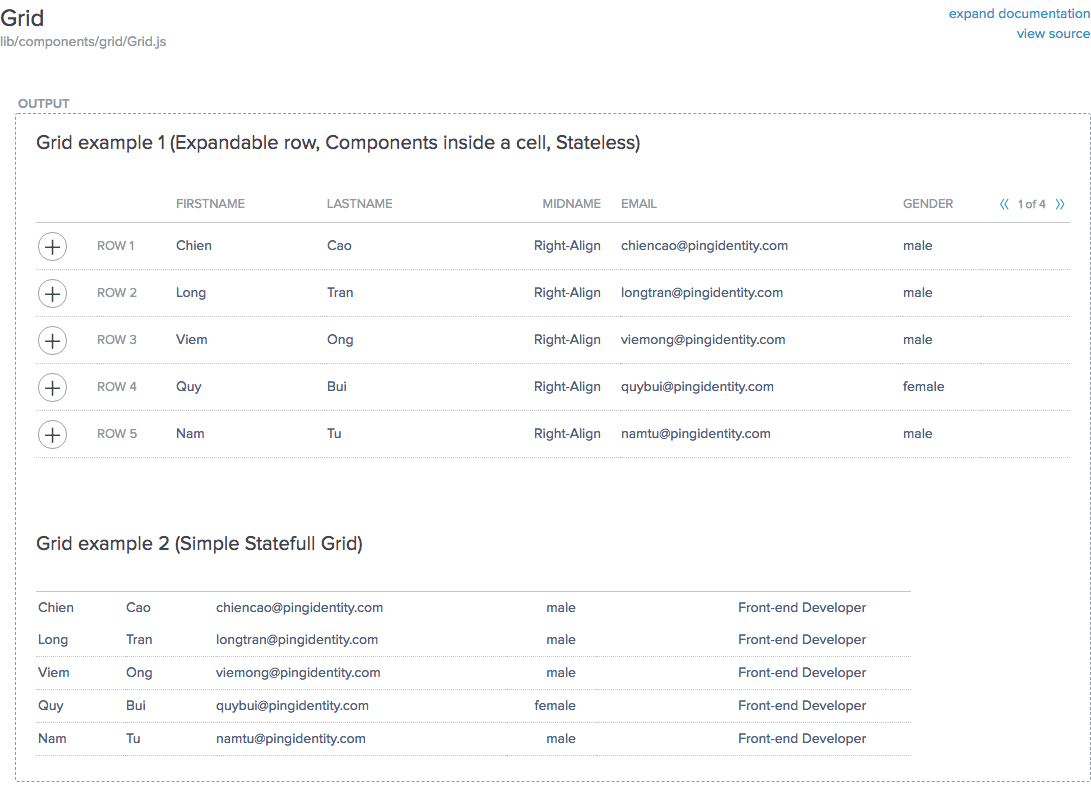 Grid
expand documentation
lib/components/grid/Grid.js
view source
OUTPUT
Grid example 1 (Expandable row, Components inside a cell, Stateless)
FIRSTNAME LASTNAME MIDNAME EMAIL GENDER « 1 of 4 »
ROW 1 Chien Cao Right-Align chiencao@pingidentity.com male
ROW 2 Long Tran Right-Align longtran@pingidentity.com male
ROW 3 Viem Ong Right-Align viemong@pingidentity.com male
ROW 4 Quy Bui Right-Align quybui@pingidentity.com female
ROW 5 Nam Tu Right-Align namtu@pingidentity.com male
Grid example 2 (Simple Statefull Grid)
Chien Cao chiencao@pingidentity.com male Front-end Developer
Long Tran longtran@pingidentity.com male Front-end Developer
Viem Ong viemong@pingidentity.com male Front-end Developer
Quy Bui quybui@pingidentity.com female Front-end Developer
Nam Tu namtu@pingidentity.com male Front-end Developer